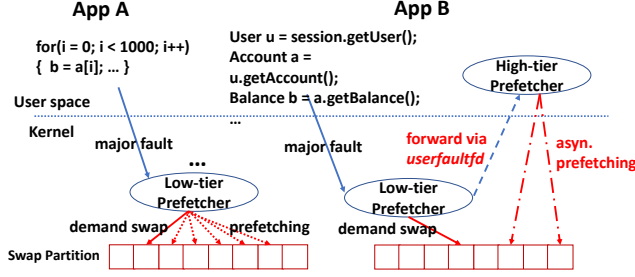 App A
App B
for(i = 0; i < 1000; i++)
{ b = a[i]; ... }
User u = session.getUser();
Account a =
u.getAccount();
Balance b = a.getBalance();
...
High-tier
Prefetcher
User space
Kernel
major fault
...
major fault
forward via
userfaultfd
asyn.
prefetching
Low-tier
Prefetcher
Low-tier
Prefetcher
demand swap
prefetching
demand swap
Swap Partition